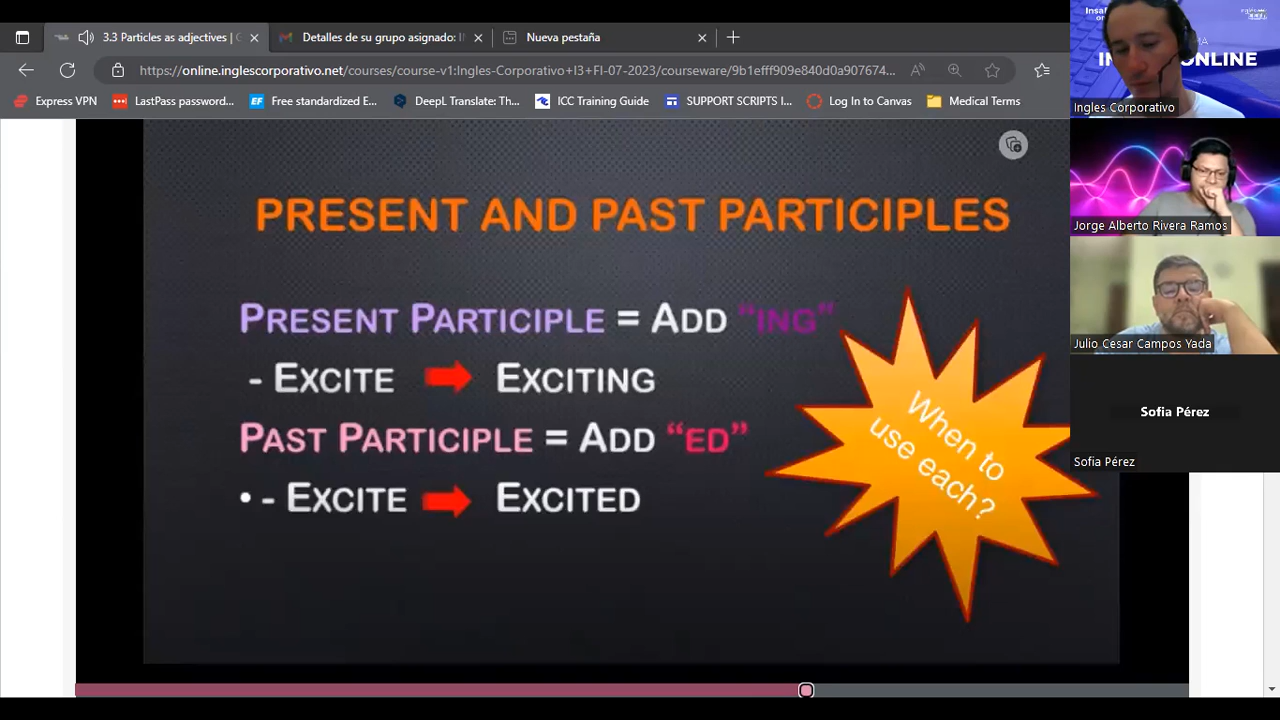 3.3 Particles as adjectives |
Detalles de su grupo asignado: I
Nueva pestaña
https://online.inglescorporativo.net/courses/course-v1:Ingles-Corporativo+I3+FI-07-2023/courseware/9b1efff909e840d0a907674...
Express VPN
LastPass password...
Free standardized E...
DeepL Translate: Th...
ICC Training Guide
SUPPORT SCRIPTS I...
Log In to Canvas
Medical Terms
PRESENT AND PAST PARTICIPLES
PRESENT PARTICIPLE = ADD "ING"
- EXCITE EXCITING
PAST PARTICIPLE = ADD "ED"
• - EXCITE EXCITED
When to
use each?
ONLINE
Ingles Corporativo
Jorge Alberto Rivera Ramos
Julio Cesar Campos Yada
Sofia Pérez
Sofia Pérez